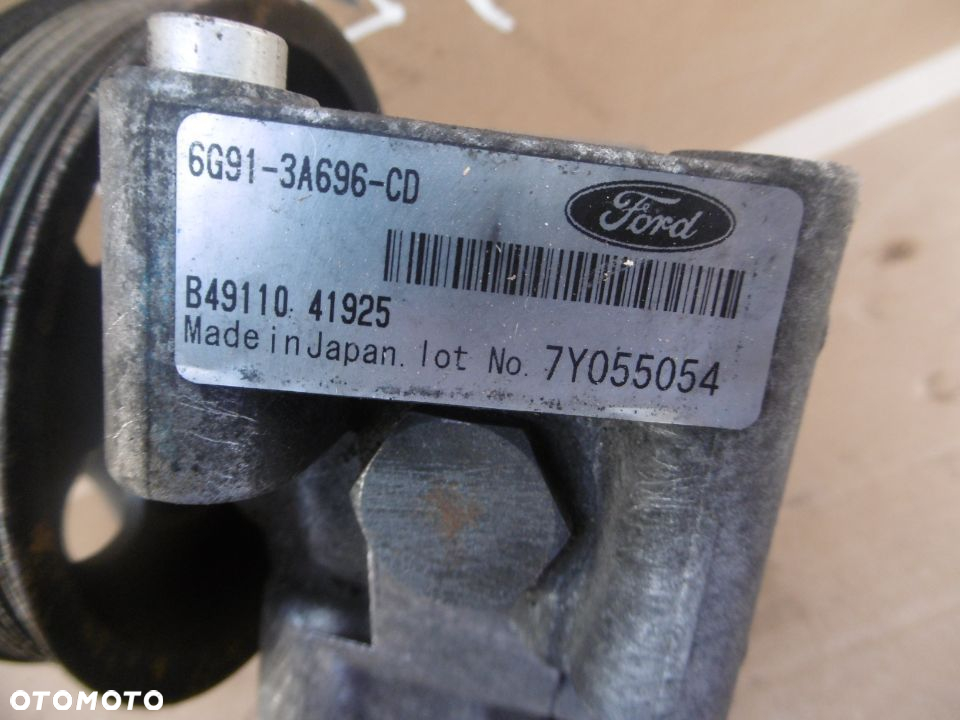 6G91-3A696-CD
Ford
B49110 41925
Made in Japan. lot No. 7Y055054
OTOMOTO